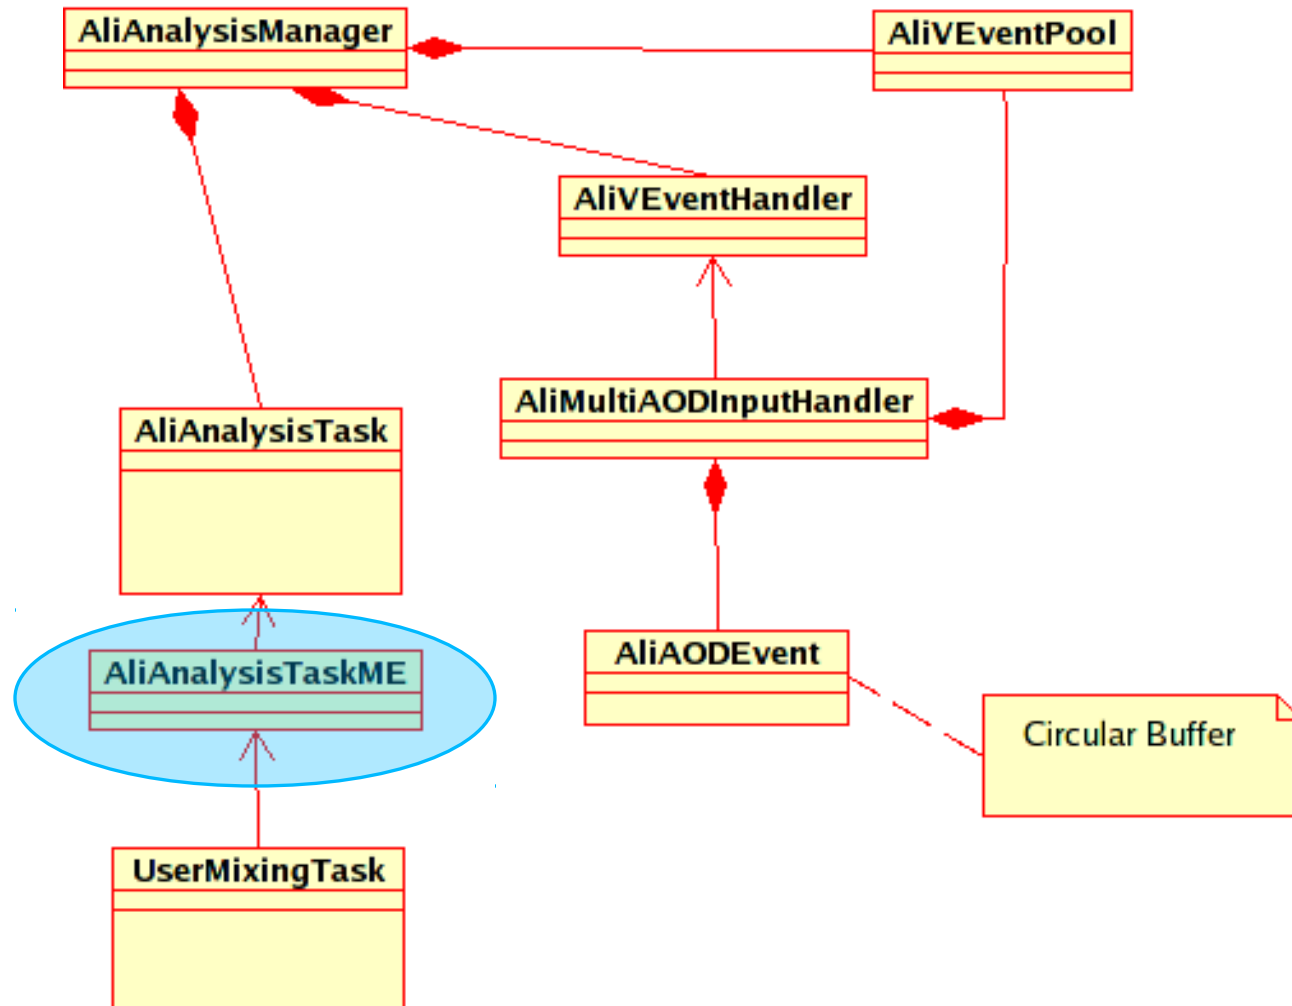 AliAnalysisManager
AliVEventPool
AliVEventHandler
AliMultiAODInputHandler
AliAnalysisTask
AliAODEvent
AliAnalysisTaskME
Circular Buffer
UserMixingTask